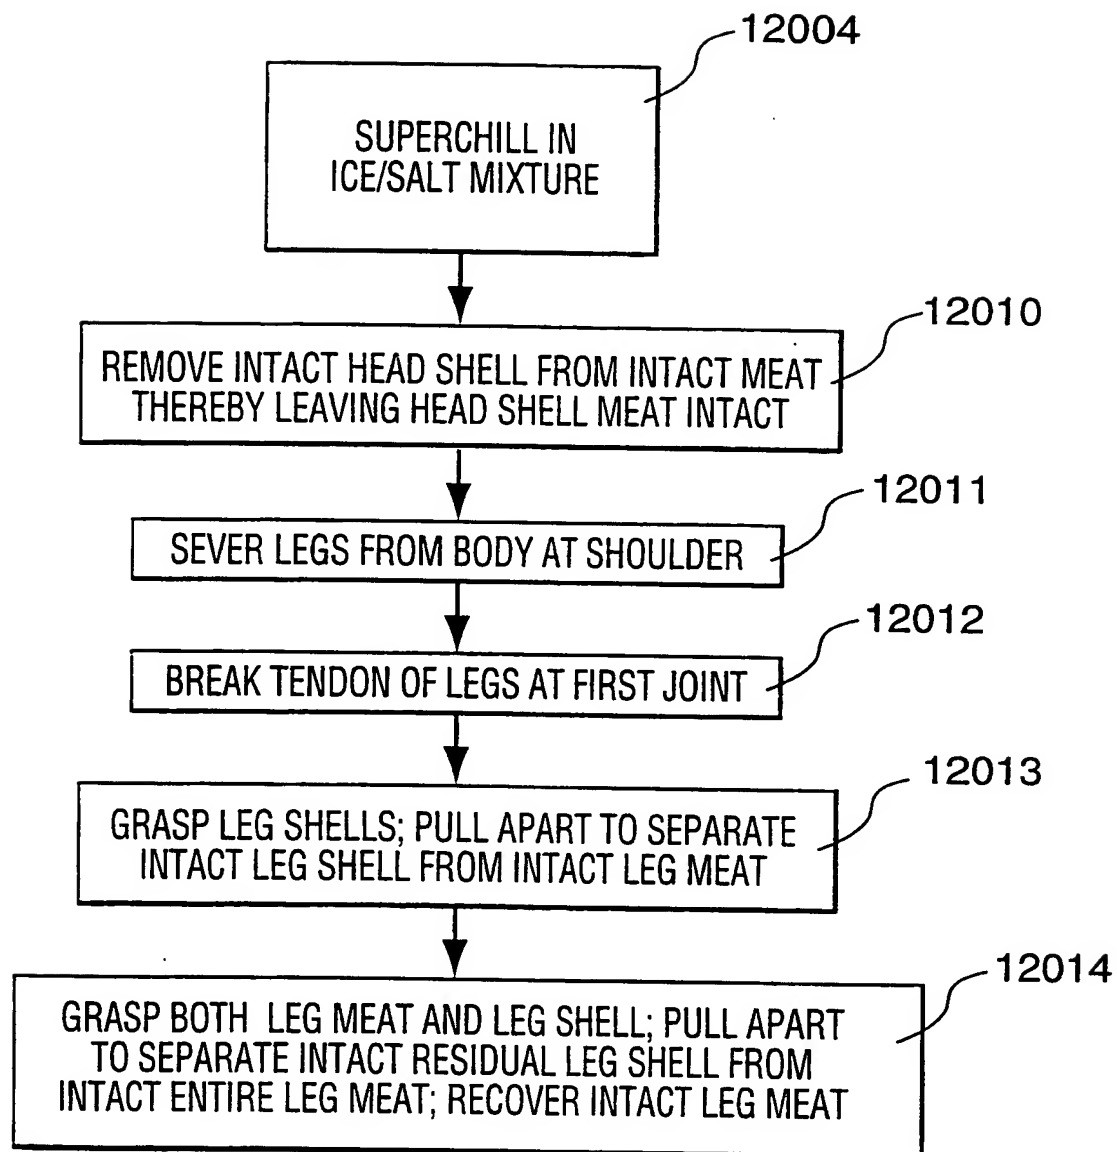 12004
SUPERCHILL IN
ICE/SALT MIXTURE
12010
REMOVE INTACT HEAD SHELL FROM INTACT MEAT
THEREBY LEAVING HEAD SHELL MEAT INTACT
12011
SEVER LEGS FROM BODY AT SHOULDER
12012
BREAK TENDON OF LEGS AT FIRST JOINT
12013
GRASP LEG SHELLS; PULL APART TO SEPARATE
INTACT LEG SHELL FROM INTACT LEG MEAT
12014
GRASP BOTH LEG MEAT AND LEG SHELL; PULL APART
TO SEPARATE INTACT RESIDUAL LEG SHELL FROM
INTACT ENTIRE LEG MEAT; RECOVER INTACT LEG MEAT